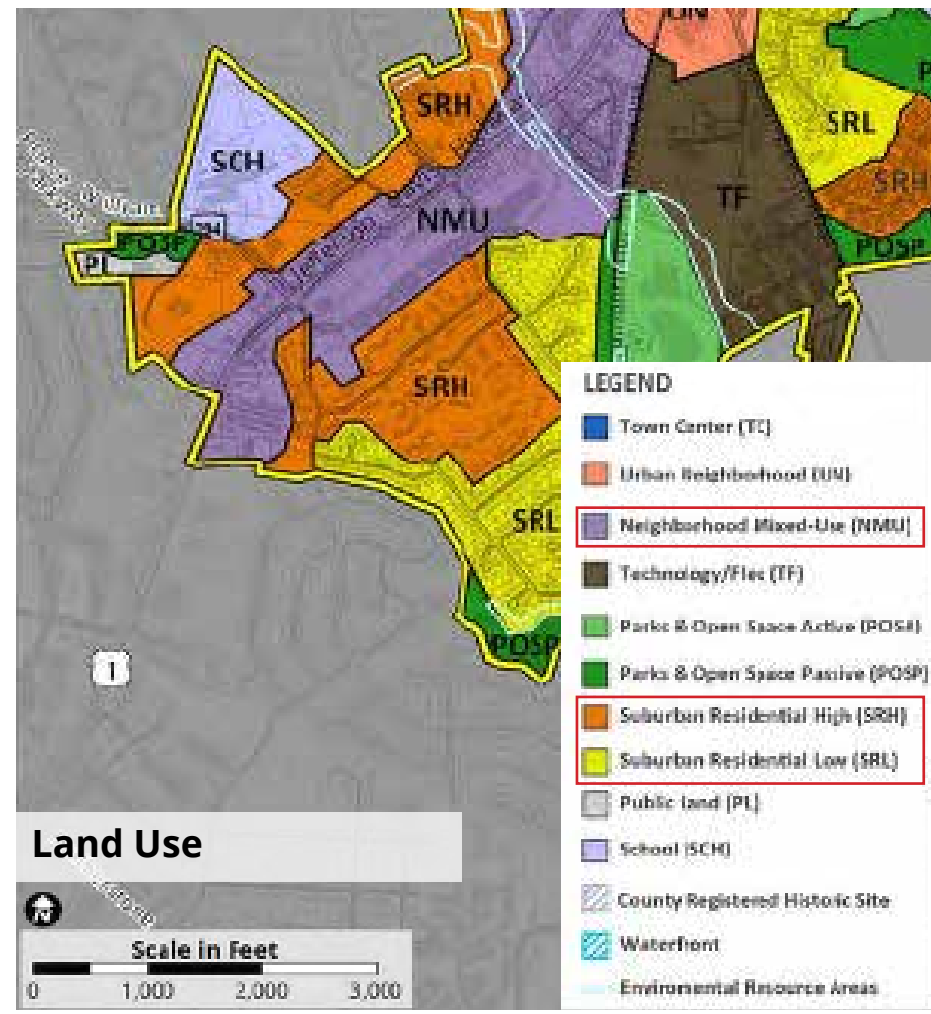 UN
SRH
SRL
SCH
SRH
NMU
TF
POSP
POSP
PL
SRH
LEGEND
Town Center (TC)
Urban Neighborhood (UN)
Neighborhood Mixed-Use (NMU)
Technology/Flex (TF)
Parks & Open Space Active (POSA)
SRL
Parks & Open Space Passive (POSP)
POSP
1
Suburban Residential High (SRH)
Suburban Residential Low (SRL)
Public land (PL)
Land Use
School (SCH)
County Registered Historic Site
Waterfront
Enviromental Resource Areas
Scale in Feet
0 1,000 2,000 3,000